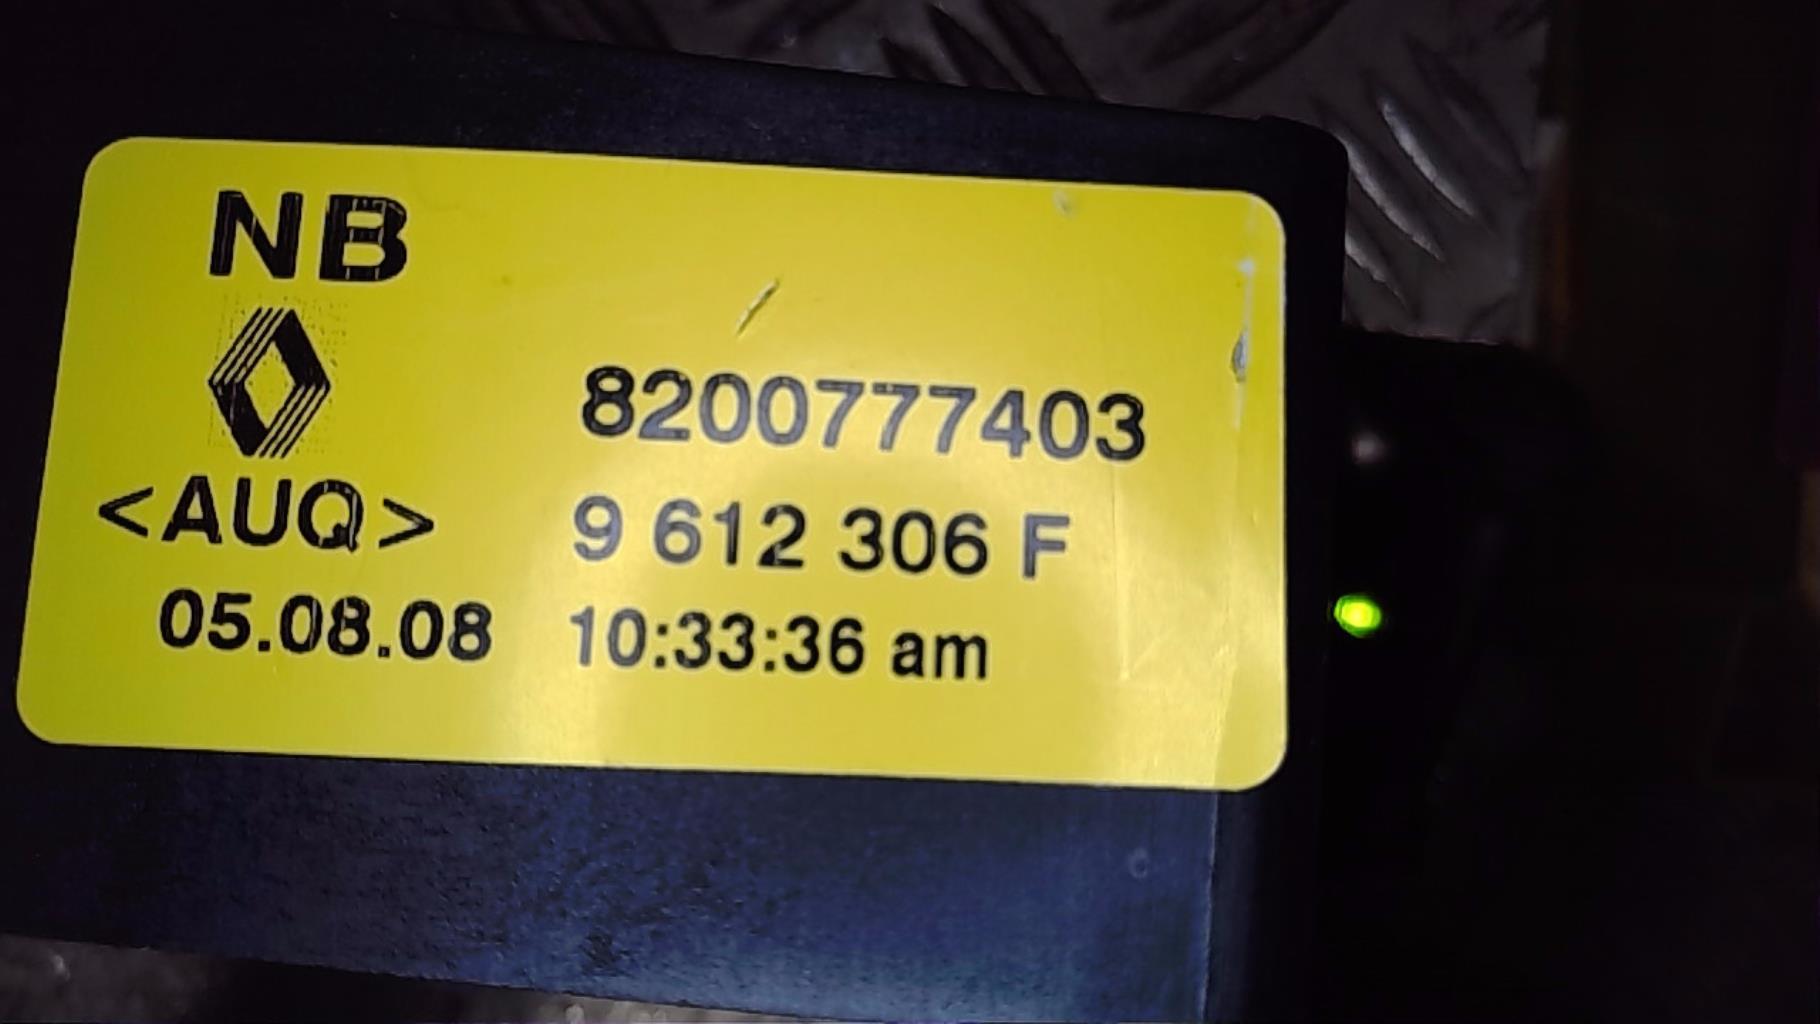 NB
8200777403
<AUQ> 9 612 306 F
05.08.08 10:33:36 am